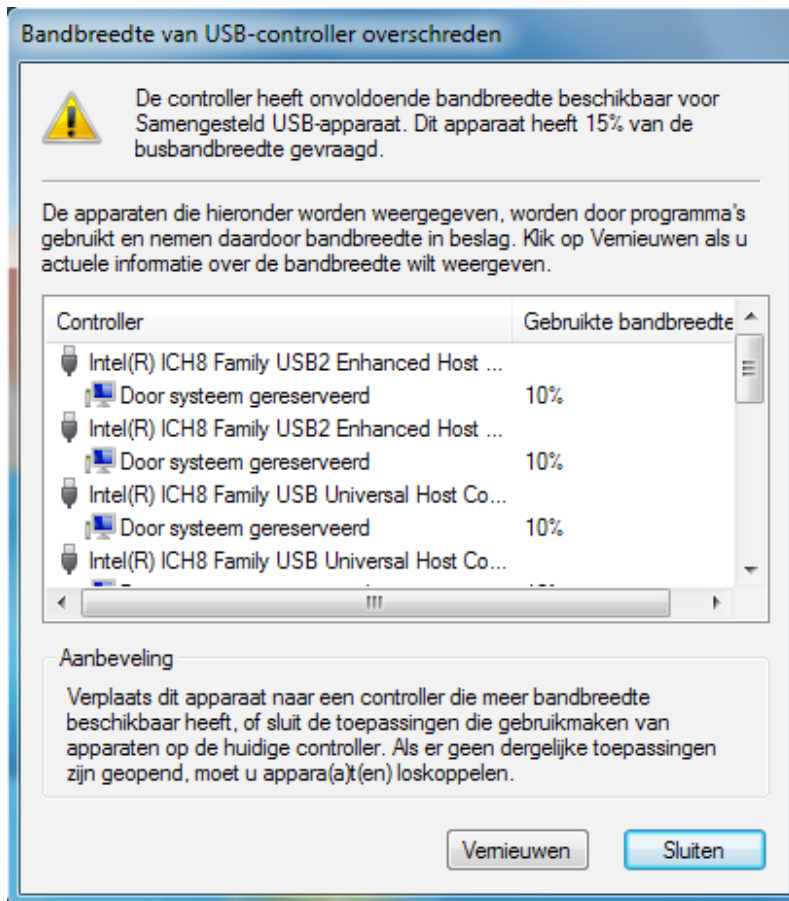 Bandbreedte van USB-controller overschreden
De controller heeft onvoldoende bandbreedte beschikbaar voor
Samengesteld USB-apparaat. Dit apparaat heeft 15% van de
busbandbreedte gevraagd.
De apparaten die hieronder worden weergegeven, worden door programma's
gebruikt en nemen daardoor bandbreedte in beslag. Klik op Vernieuwen als u
actuele informatie over de bandbreedte wilt weergeven.
Controller Gebruikte bandbreedte
Intel(R) ICH8 Family USB2 Enhanced Host ...
Door systeem gereserveerd 10%
Intel(R) ICH8 Family USB2 Enhanced Host ...
Door systeem gereserveerd 10%
Intel(R) ICH8 Family USB Universal Host Co...
Door systeem gereserveerd 10%
Intel(R) ICH8 Family USB Universal Host Co...
Aanbeveling
Verplaats dit apparaat naar een controller die meer bandbreedte
beschikbaar heeft, of sluit de toepassingen die gebruikmaken van
apparaten op de huidige controller. Als er geen dergelijke toepassingen
zijn geopend, moet u appara(a)t(en) loskoppelen.
Vernieuwen Sluiten